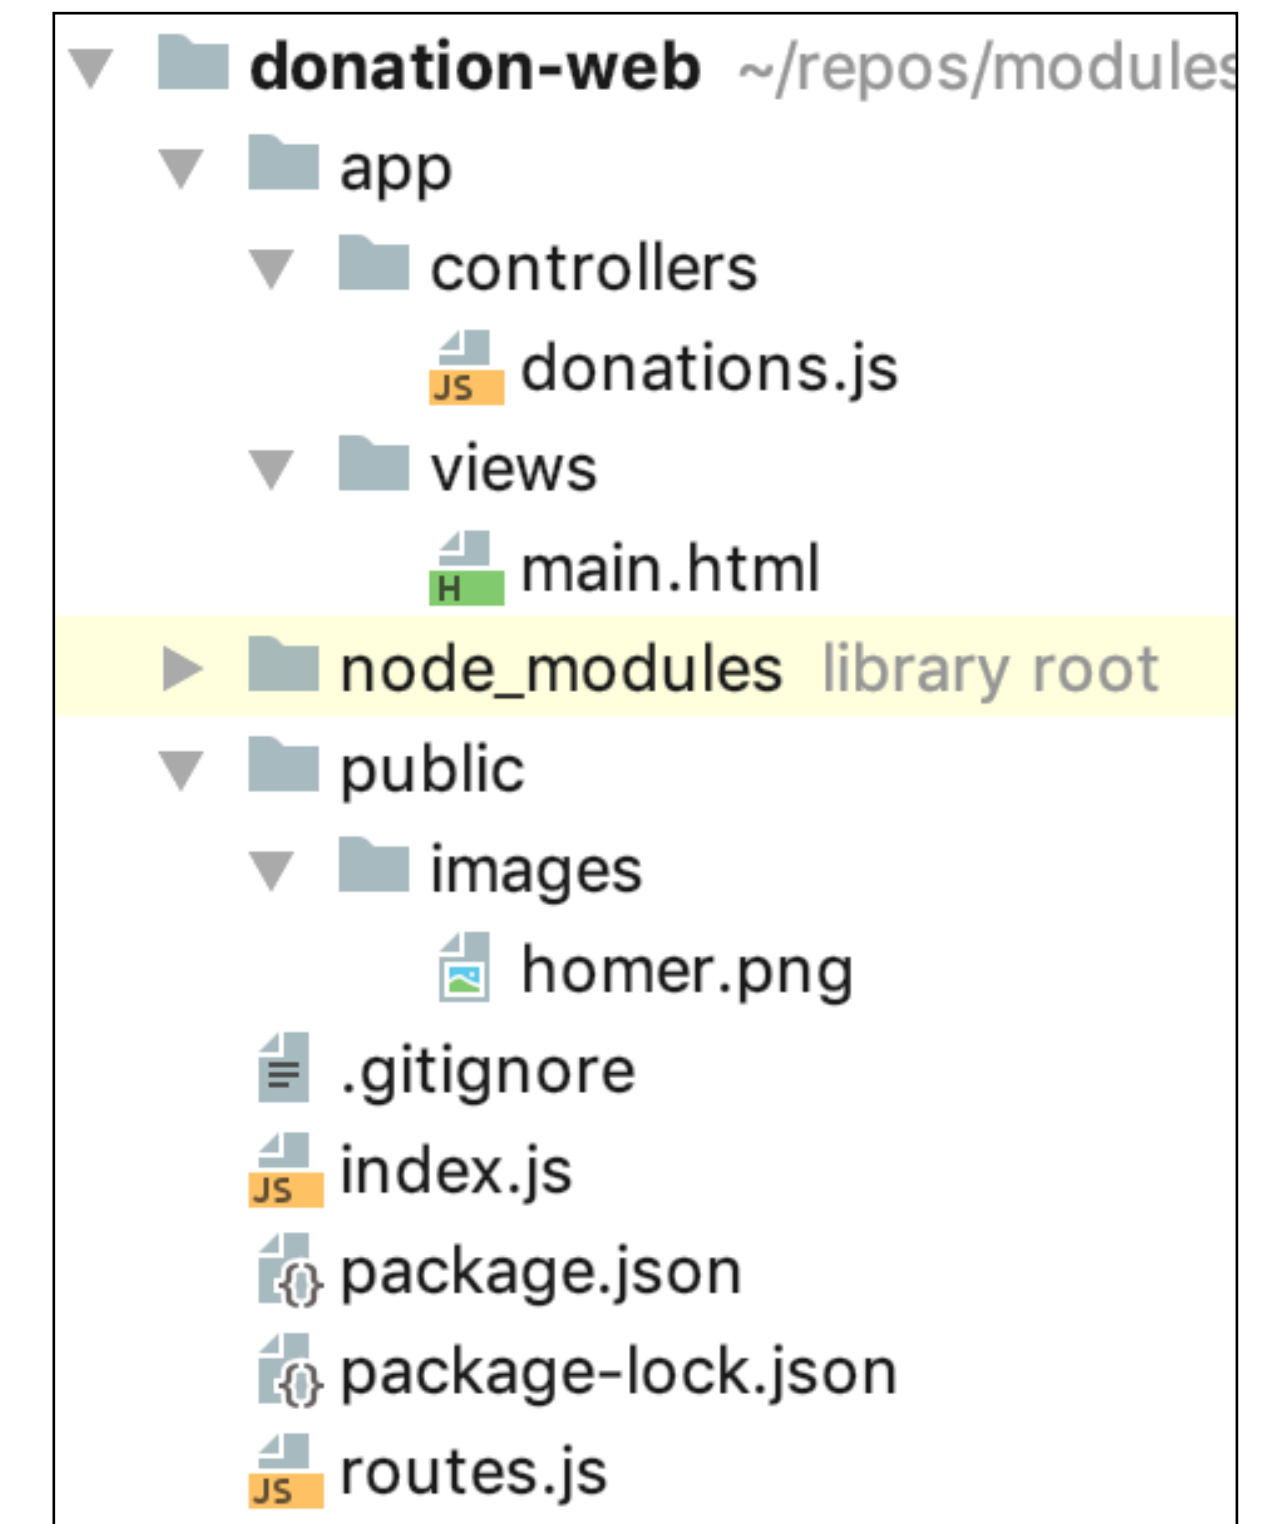 donation-web ~/repos/modules
app
controllers
JS donations.js
views
H main.html
node_modules library root
public
images
homer.png
.gitignore
JS index.js
{} package.json
{} package-lock.json
JS routes.js